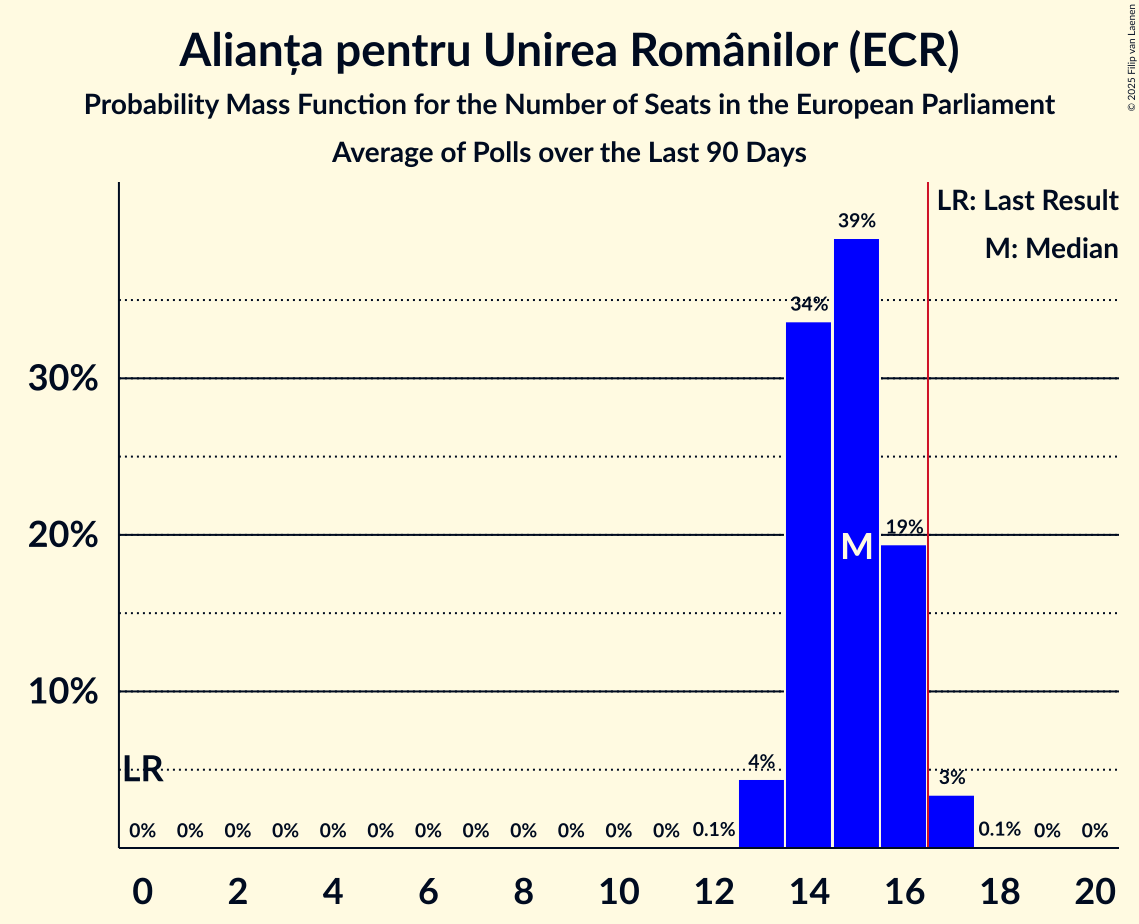 Alianța pentru Unirea Românilor (ECR)
Probability Mass Function for the Number of Seats in the European Parliament
Average of Polls over the Last 90 Days
© 2025 Filip van Laenen
LR: Last Result
M: Median
39%
34%
30%
20%
19%
M
10%
LR
4%
3%
0% 0% 0% 0% 0% 0% 0% 0% 0% 0% 0% 0% 0.1% 0.1% 0% 0%
0 2 4 6 8 10 12 14 16 18 20